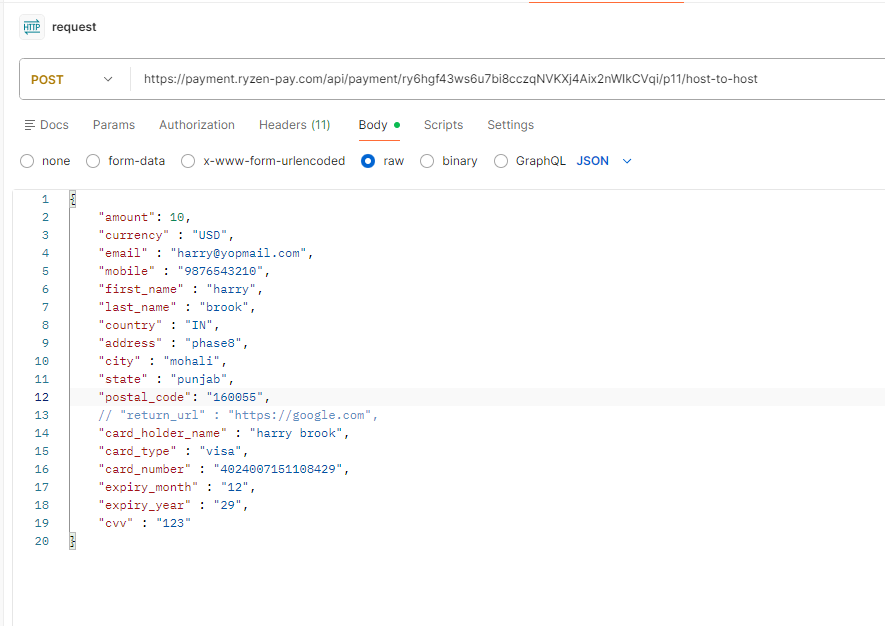 HTTP request
POST https://payment.ryzen-pay.com/api/payment/ry6hgf43ws6u7bi8cczqNVKXj4Aix2nWlkCVqi/p11/host-to-host
Docs Params Authorization Headers (11) Body Scripts Settings
none form-data x-www-form-urlencoded raw binary GraphQL JSON
1 {
2 "amount": 10,
3 "currency" : "USD",
4 "email" : "harry@yopmail.com",
5 "mobile" : "9876543210",
6 "first_name" : "harry",
7 "last_name" : "brook",
8 "country" : "IN",
9 "address" : "phase8",
10 "city" : "mohali",
11 "state" : "punjab",
12 "postal_code": "160055",
13 // "return_url" : "https://google.com",
14 "card_holder_name" : "harry brook",
15 "card_type" : "visa",
16 "card_number" : "4024007151108429",
17 "expiry_month" : "12",
18 "expiry_year" : "29",
19 "cvv" : "123"
20 }